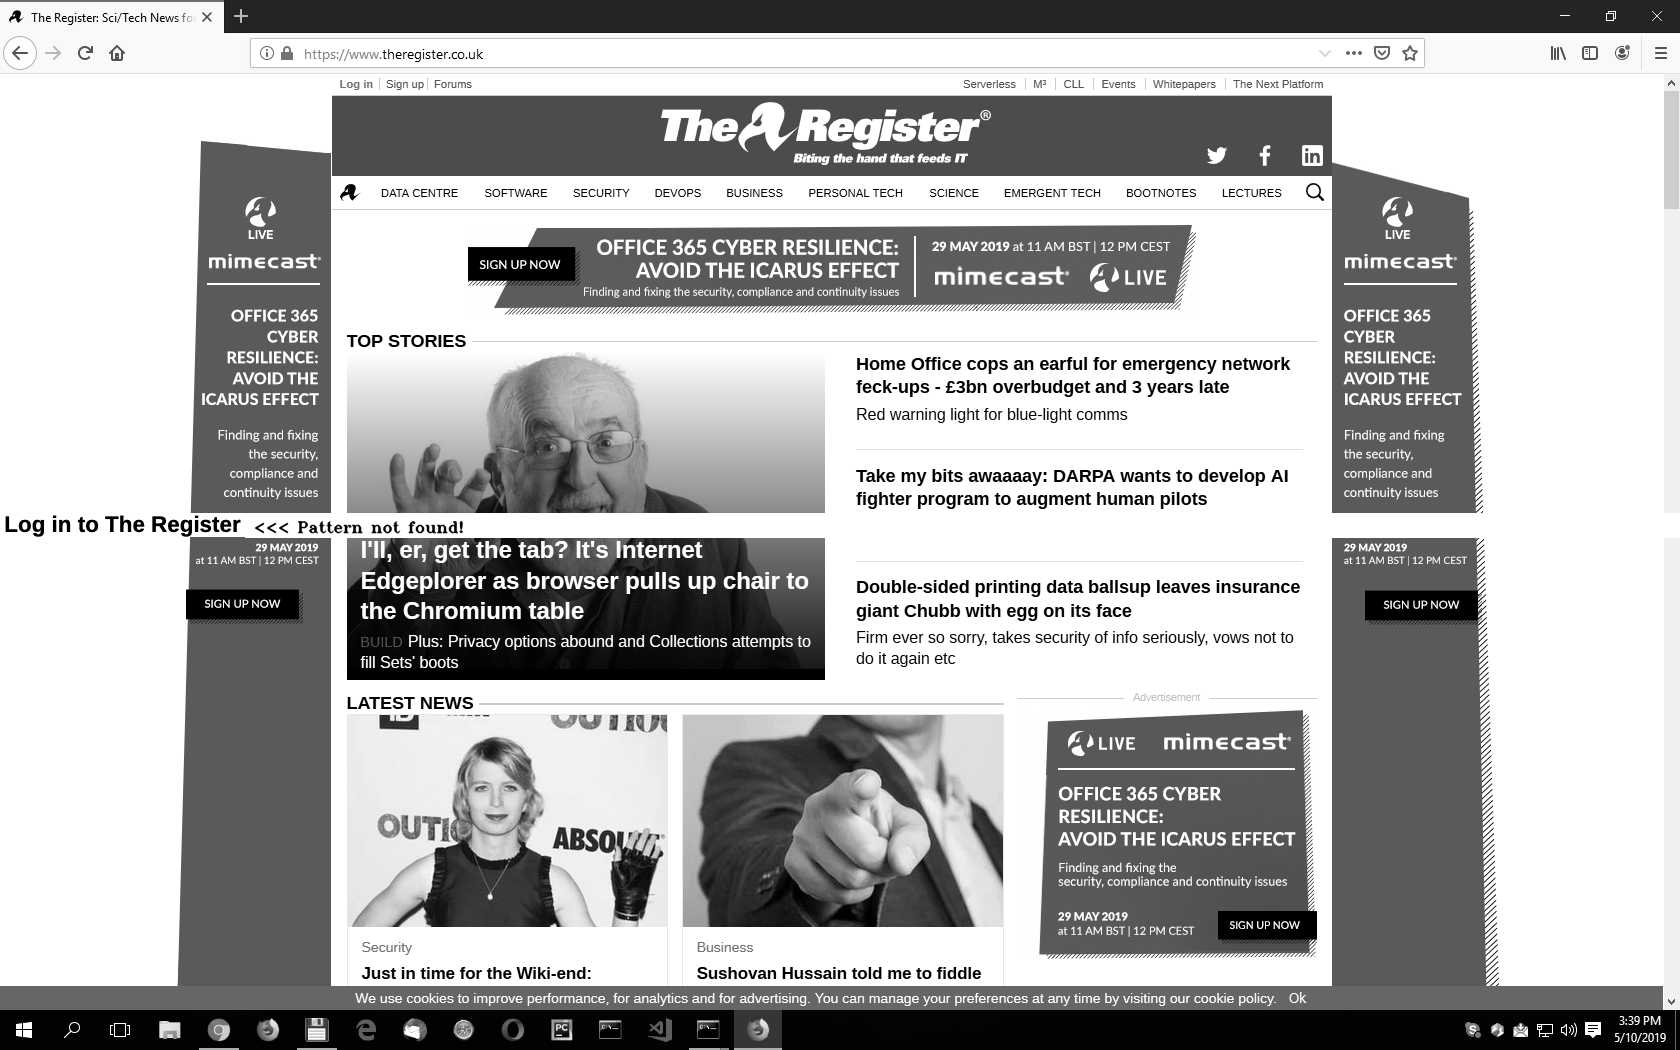 The Register: Sci/Tech News fo
https://www.theregister.co.uk
Log in
Sign up
Forums
Serverless
M³
CLL
Events
Whitepapers
The Next Platform
The Register®
Biting the hand that feeds IT
DATA CENTRE
SOFTWARE
SECURITY
DEVOPS
BUSINESS
PERSONAL TECH
SCIENCE
EMERGENT TECH
BOOTNOTES
LECTURES
LIVE
mimecast
OFFICE 365
CYBER
RESILIENCE:
AVOID THE
ICARUS EFFECT
Finding and fixing
the security,
compliance and
continuity issues
SIGN UP NOW
OFFICE 365 CYBER RESILIENCE:
AVOID THE ICARUS EFFECT
Finding and fixing the security, compliance and continuity issues
29 MAY 2019 at 11 AM BST | 12 PM CEST
mimecast
LIVE
LIVE
mimecast
OFFICE 365
CYBER
RESILIENCE:
AVOID THE
ICARUS EFFECT
Finding and fixing
the security,
compliance and
continuity issues
TOP STORIES
Home Office cops an earful for emergency network
feck-ups - £3bn overbudget and 3 years late
Red warning light for blue-light comms
Take my bits awaaaay: DARPA wants to develop AI
fighter program to augment human pilots
Log in to The Register
<<< Pattern not found!
29 MAY 2019
at 11 AM BST | 12 PM CEST
SIGN UP NOW
I'll, er, get the tab? It's Internet
Edgeplorer as browser pulls up chair to
the Chromium table
BUILD Plus: Privacy options abound and Collections attempts to
fill Sets' boots
Double-sided printing data ballsup leaves insurance
giant Chubb with egg on its face
Firm ever so sorry, takes security of info seriously, vows not to
do it again etc
29 MAY 2019
at 11 AM BST | 12 PM CEST
SIGN UP NOW
LATEST NEWS
Advertisement
OUT
ABSOLUT
Security
Just in time for the Wiki-end:
Business
Sushovan Hussain told me to fiddle
LIVE
mimecast
OFFICE 365 CYBER
RESILIENCE:
AVOID THE ICARUS EFFECT
Finding and fixing the
security, compliance and continuity issues
29 MAY 2019
at 11 AM BST | 12 PM CEST
SIGN UP NOW
We use cookies to improve performance, for analytics and for advertising. You can manage your preferences at any time by visiting our cookie policy.
Ok
PC
3:39 PM
5/10/2019